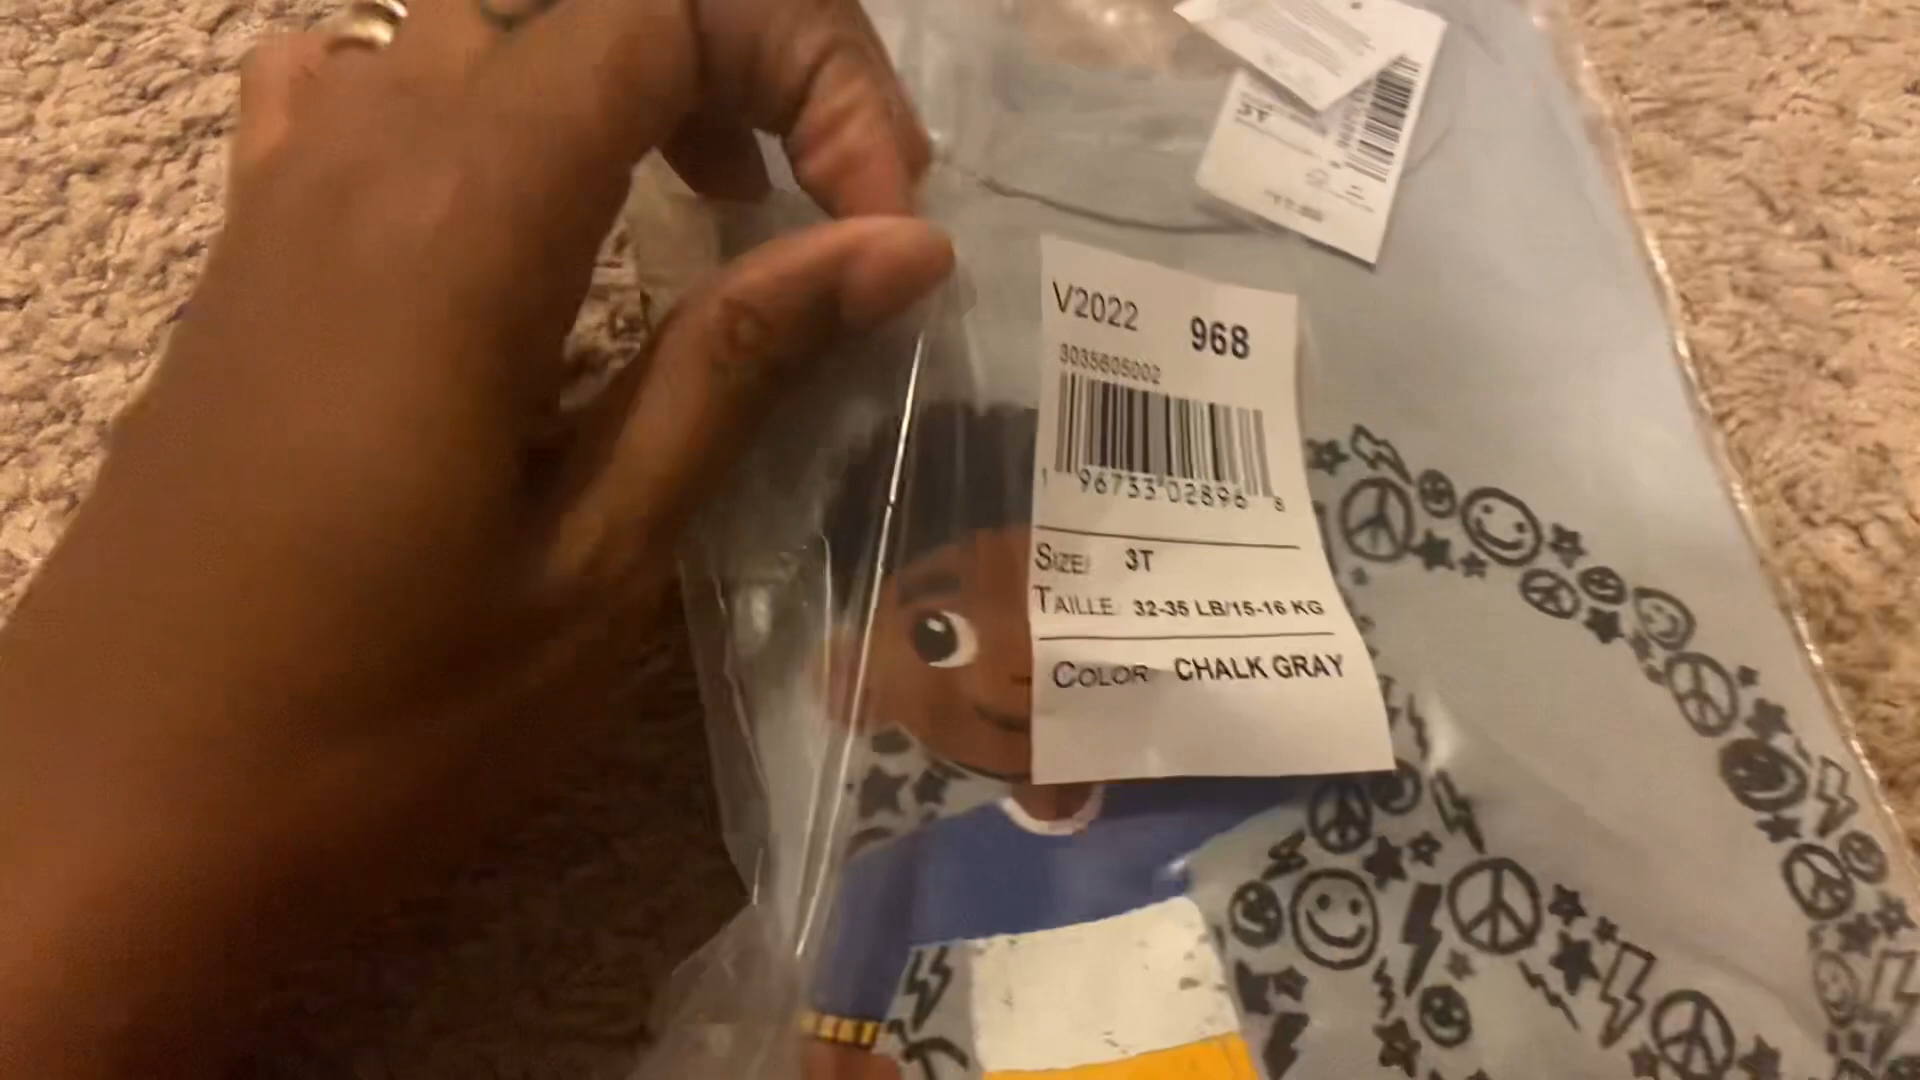 3T
V2022 968
3035605002
1 96733 02896 8
SIZE: 3T
TAILLE: 32-35 LB/15-16 KG
COLOR CHALK GRAY